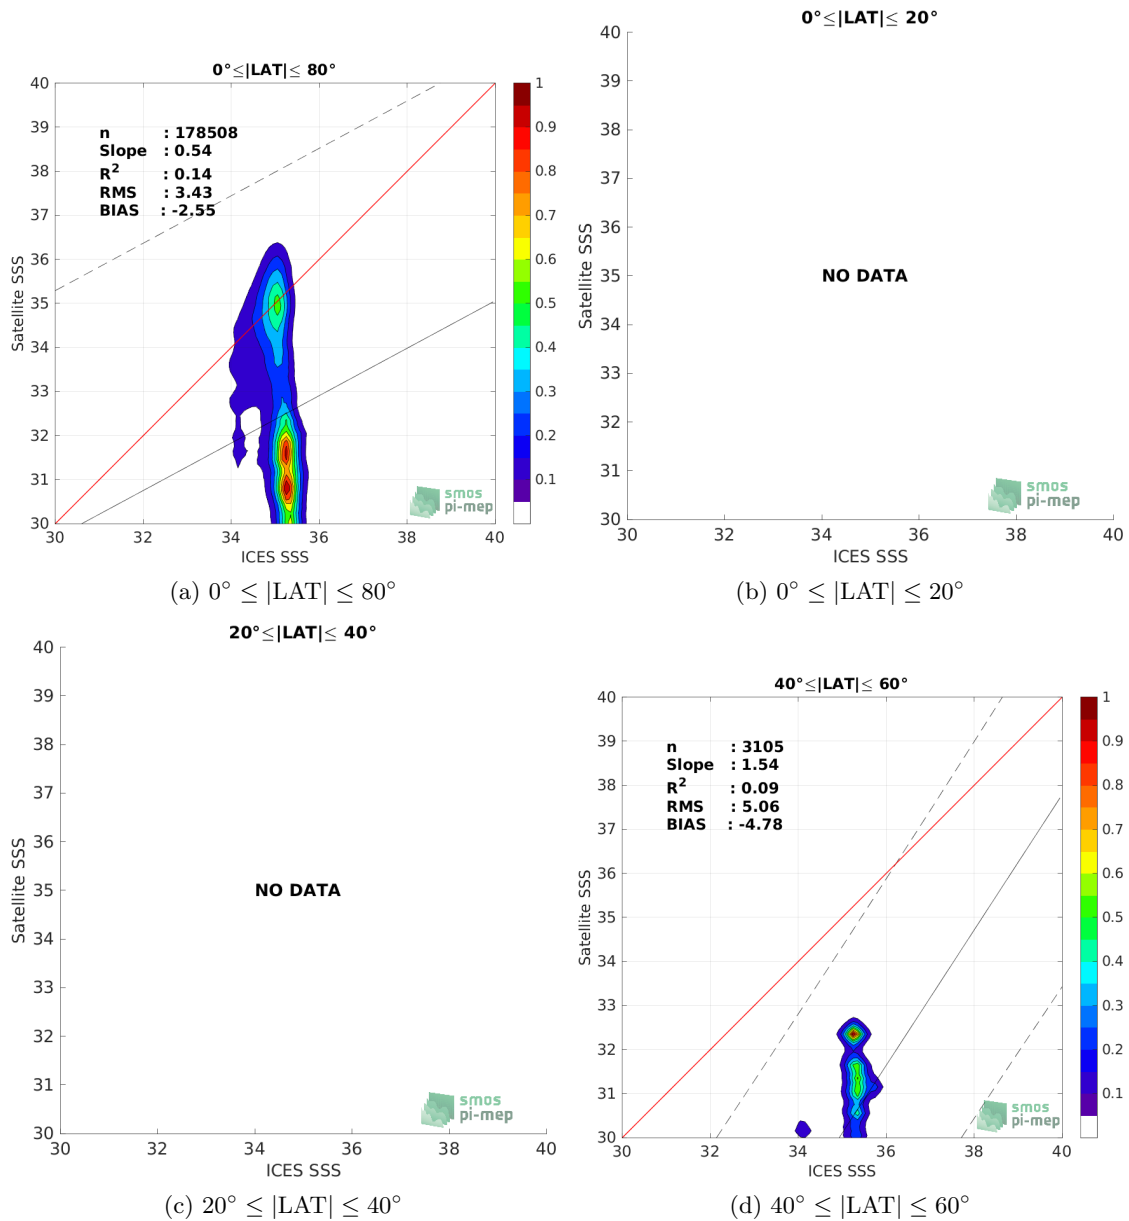 0°≤|LAT|≤ 80°
40
39
38
37
36
35
34
33
32
31
30
Satellite SSS
n : 178508
Slope : 0.54
R² : 0.14
RMS : 3.43
BIAS : -2.55
smos
pi-mep
30 32 34 36 38 40
ICES SSS
1
0.9
0.8
0.7
0.6
0.5
0.4
0.3
0.2
0.1
(a) 0° ≤ |LAT| ≤ 80°
0°≤|LAT|≤ 20°
40
39
38
37
36
35
34
33
32
31
30
Satellite SSS
NO DATA
smos
pi-mep
30 32 34 36 38 40
ICES SSS
(b) 0° ≤ |LAT| ≤ 20°
20°≤|LAT|≤ 40°
40
39
38
37
36
35
34
33
32
31
30
Satellite SSS
NO DATA
smos
pi-mep
30 32 34 36 38 40
ICES SSS
(c) 20° ≤ |LAT| ≤ 40°
40°≤|LAT|≤ 60°
40
39
38
37
36
35
34
33
32
31
30
Satellite SSS
n : 3105
Slope : 1.54
R² : 0.09
RMS : 5.06
BIAS : -4.78
smos
pi-mep
30 32 34 36 38 40
ICES SSS
1
0.9
0.8
0.7
0.6
0.5
0.4
0.3
0.2
0.1
(d) 40° ≤ |LAT| ≤ 60°